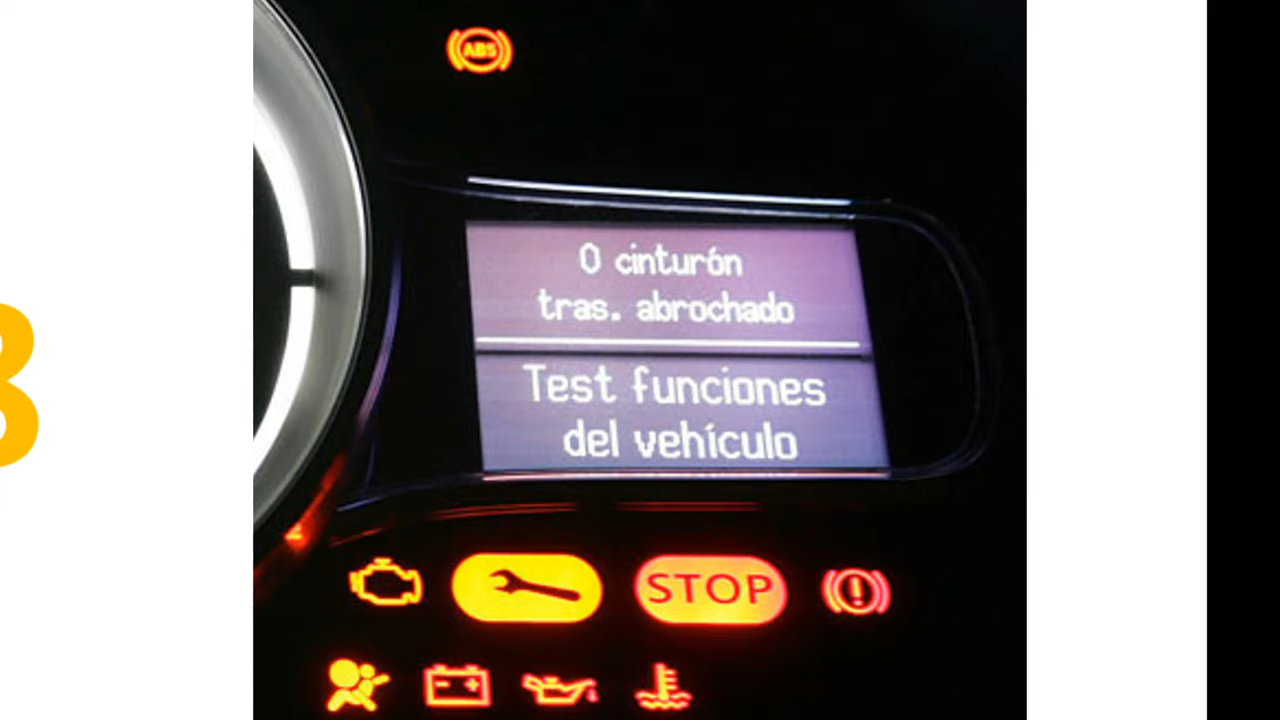 ABS
0 cinturón
tras. abrochado
Test funciones
del vehículo
STOP